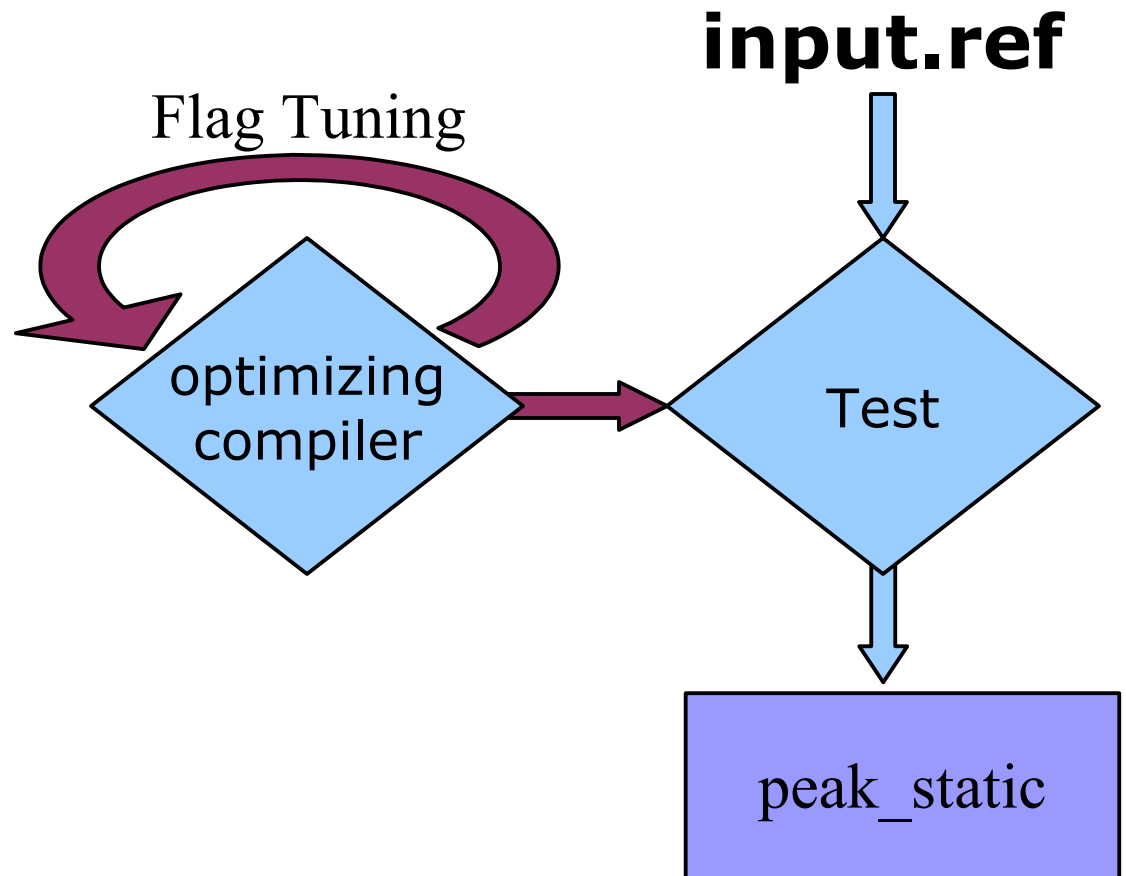 input.ref
Flag Tuning
optimizing
compiler
Test
peak_static